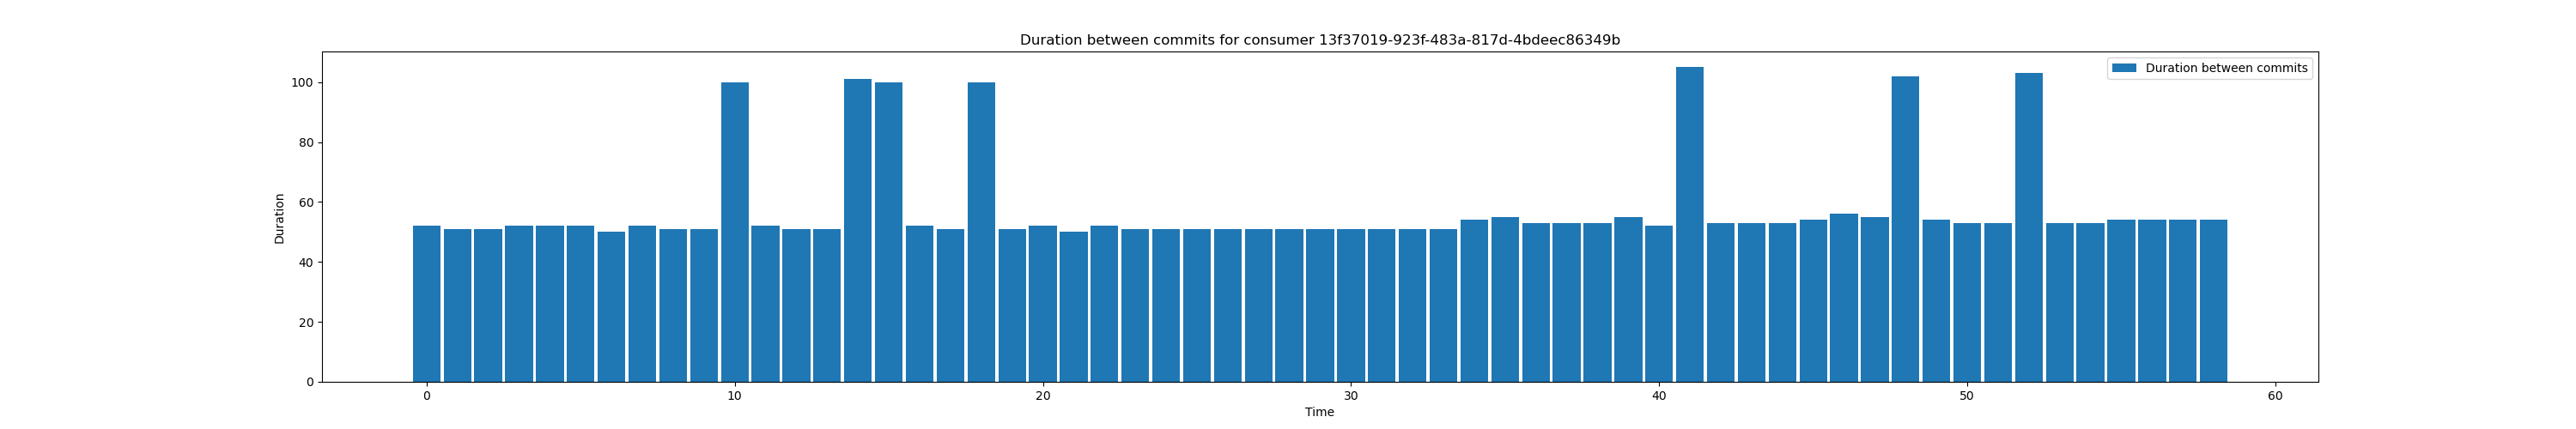 Duration between commits for consumer 13f37019-923f-483a-817d-4bdeec86349b
Duration between commits
100
80
60
40
20
0
Duration
0 10 20 30 40 50 60
Time